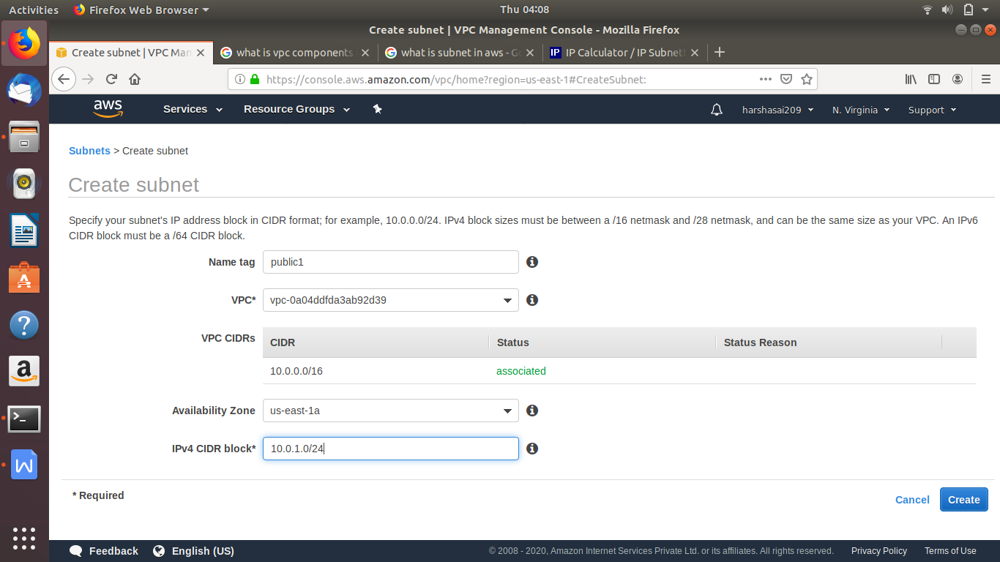 Activities Firefox Web Browser Thu 04:08
Create subnet | VPC Management Console - Mozilla Firefox
Create subnet | VPC Man what is vpc components what is subnet in aws - Go IP IP Calculator / IP Subnett
https://console.aws.amazon.com/vpc/home?region=us-east-1#CreateSubnet:
aws Services Resource Groups harshasai209 N. Virginia Support
Subnets > Create subnet
Create subnet
Specify your subnet's IP address block in CIDR format; for example, 10.0.0.0/24. IPv4 block sizes must be between a /16 netmask and /28 netmask, and can be the same size as your VPC. An IPv6
CIDR block must be a /64 CIDR block.
Name tag public1
VPC* vpc-0a04ddfda3ab92d39
VPC CIDRs CIDR Status Status Reason
10.0.0.0/16 associated
Availability Zone us-east-1a
IPv4 CIDR block* 10.0.1.0/24
* Required
Cancel Create
Feedback English (US) © 2008 - 2020, Amazon Internet Services Private Ltd. or its affiliates. All rights reserved. Privacy Policy Terms of Use